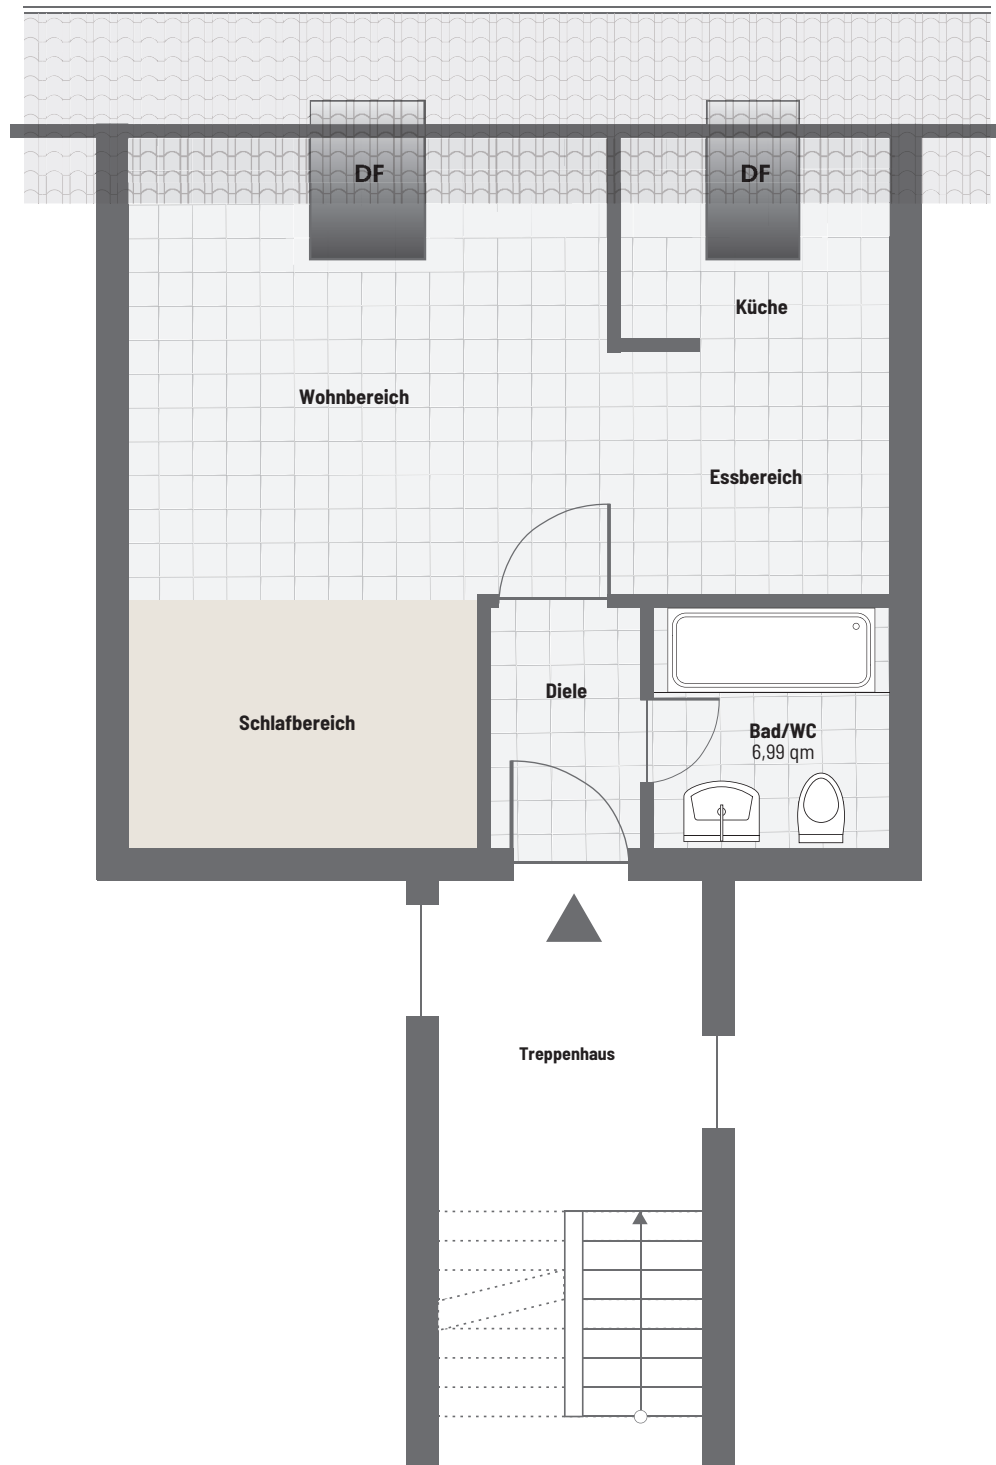 DF
DF
Küche
Wohnbereich
Essbereich
Diele
Schlafbereich
Bad/WC
6,99 qm
Treppenhaus